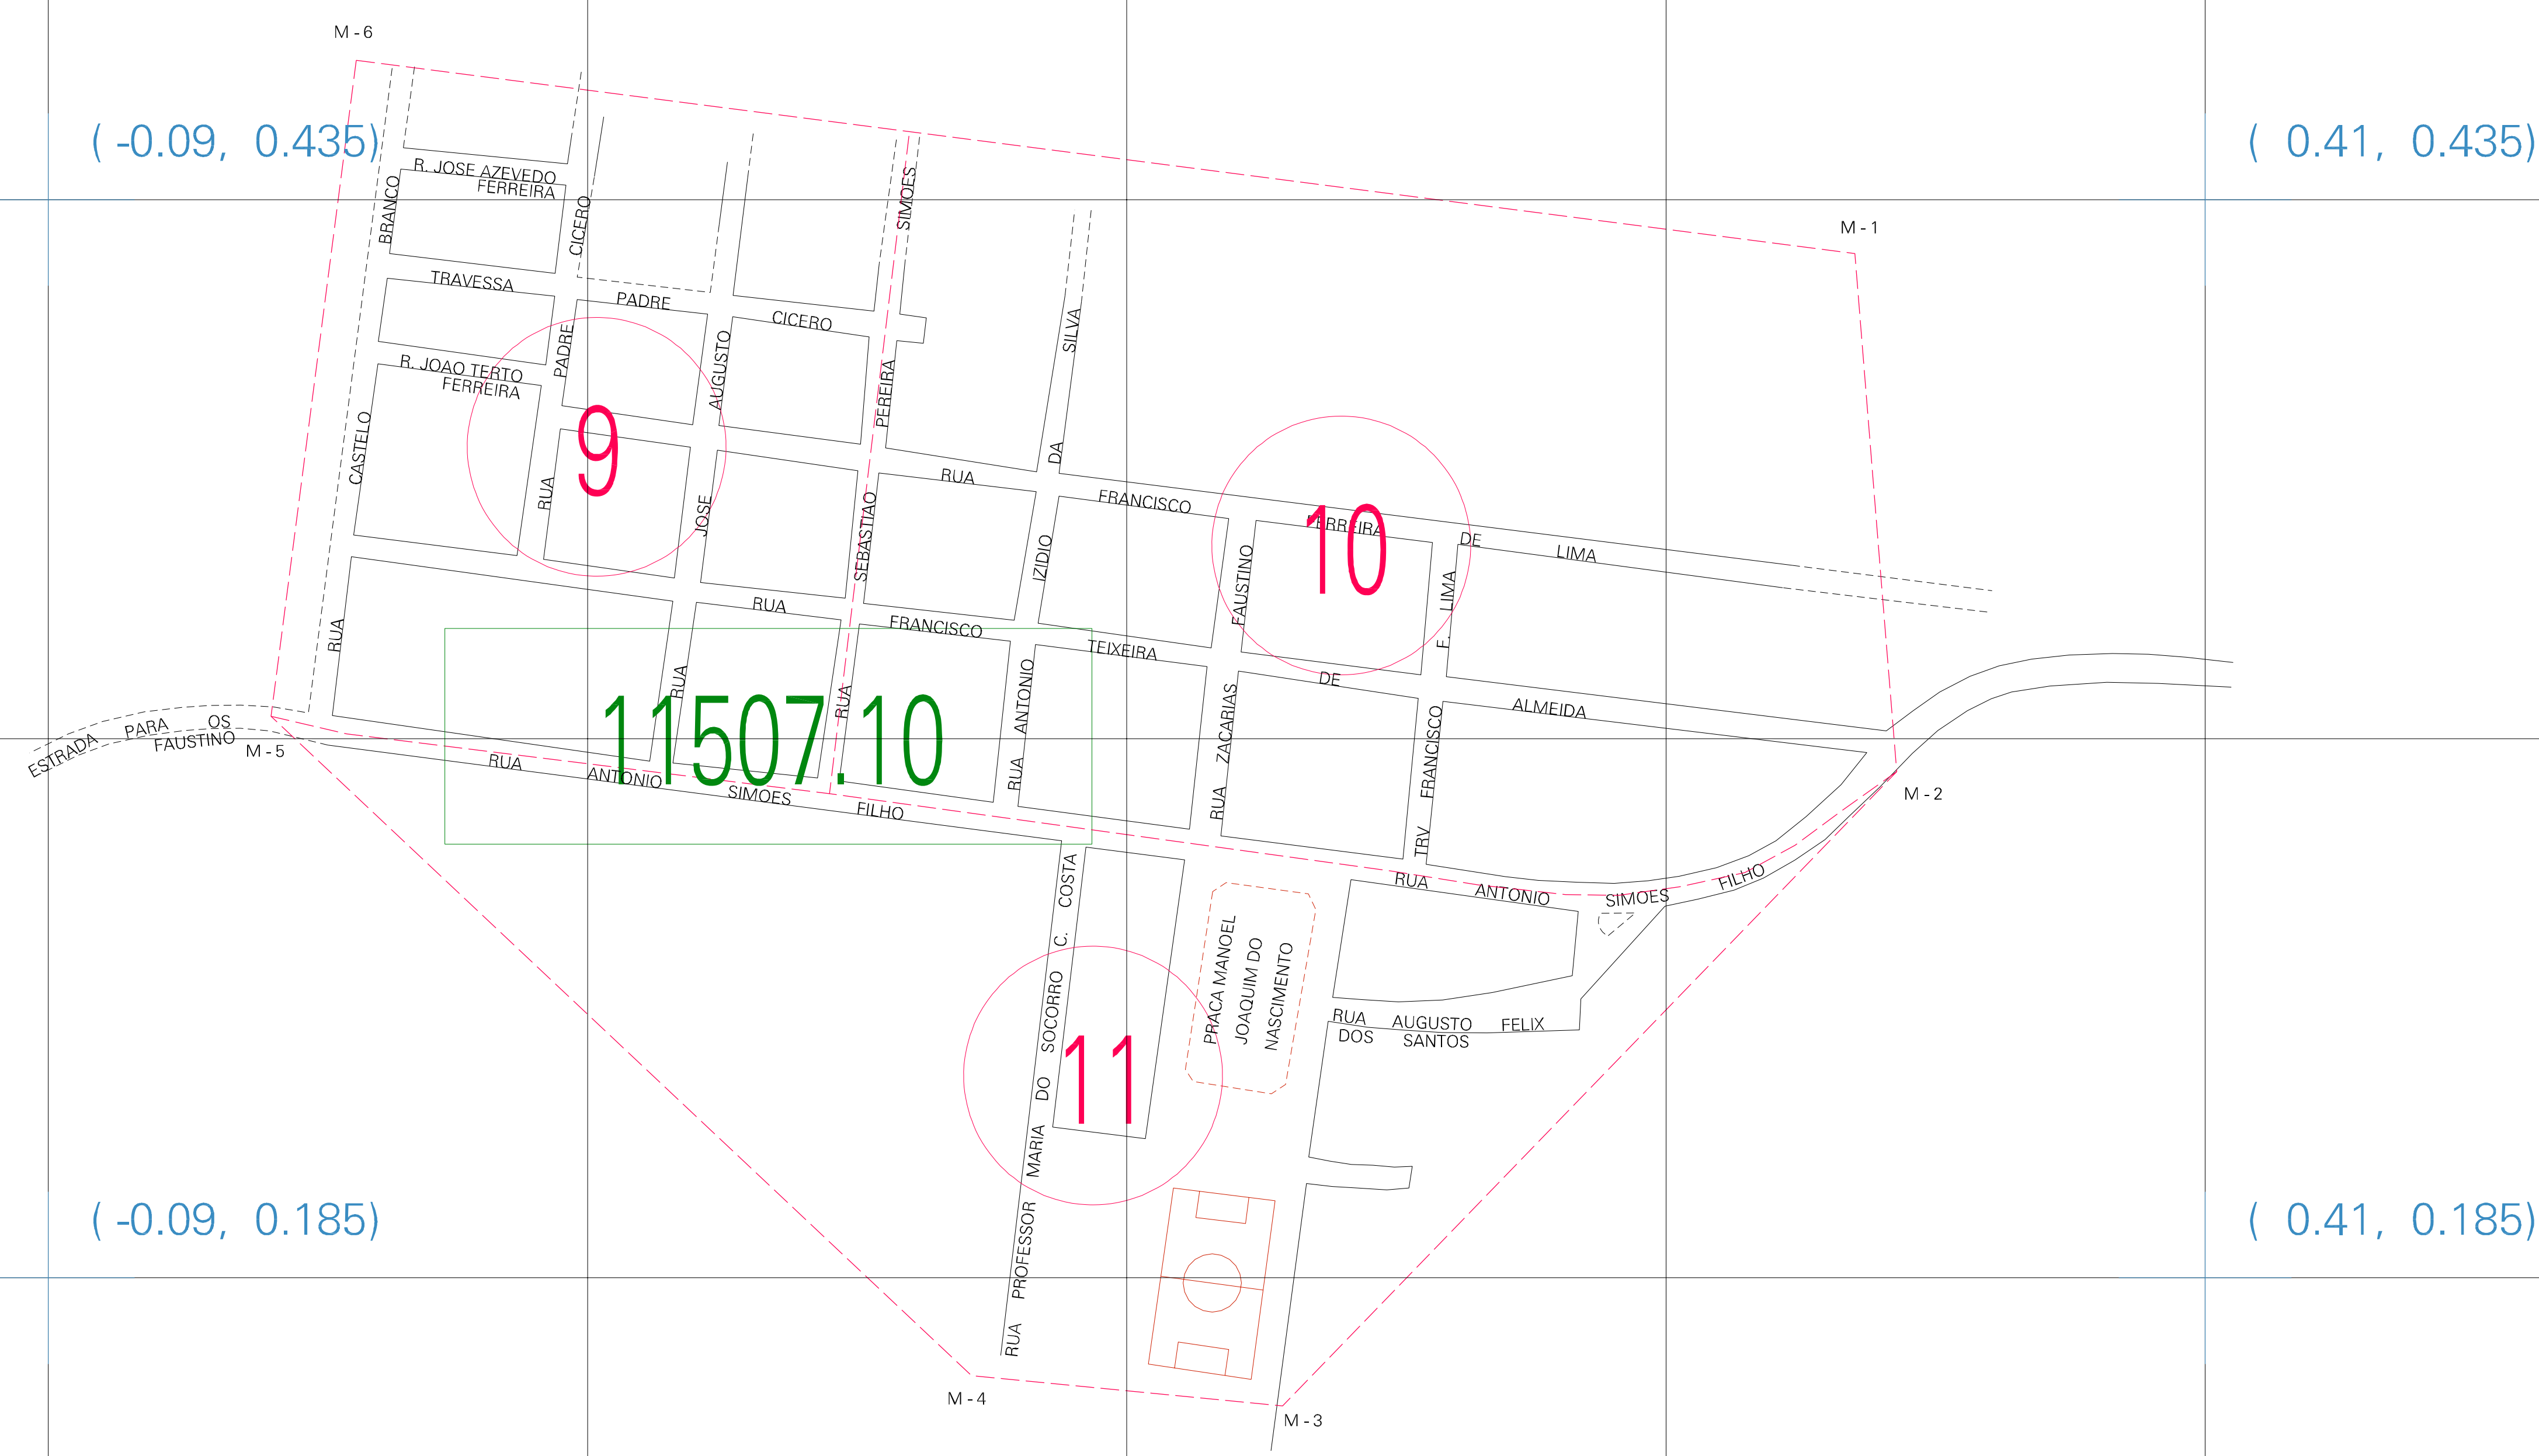 M-6
( -0.09, 0.435)
( 0.41, 0.435)
R. JOSE AZEVEDO
FERREIRA
M-1
RUA CASTELO BRANCO
RUA PADRE CICERO
TRAVESSA PADRE CICERO
R. JOAO TERTO
FERREIRA
RUA JOSE AUGUSTO
RUA SEBASTIAO PEREIRA SIMOES
RUA ANTONIO IZIDIO DA SILVA
9
10
RUA FRANCISCO FERREIRA DE LIMA
RUA ZACARIAS FAUSTINO
TRV FRANCISCO F. LIMA
RUA FRANCISCO TEIXEIRA DE ALMEIDA
11507.10
ESTRADA PARA OS
FAUSTINO
M-5
M-2
RUA ANTONIO SIMOES FILHO
RUA ANTONIO SIMOES FILHO
RUA PROFESSOR MARIA DO SOCORRO C. COSTA
PRACA MANOEL
JOAQUIM DO
NASCIMENTO
RUA AUGUSTO FELIX
DOS SANTOS
11
( -0.09, 0.185)
( 0.41, 0.185)
M-4
M-3